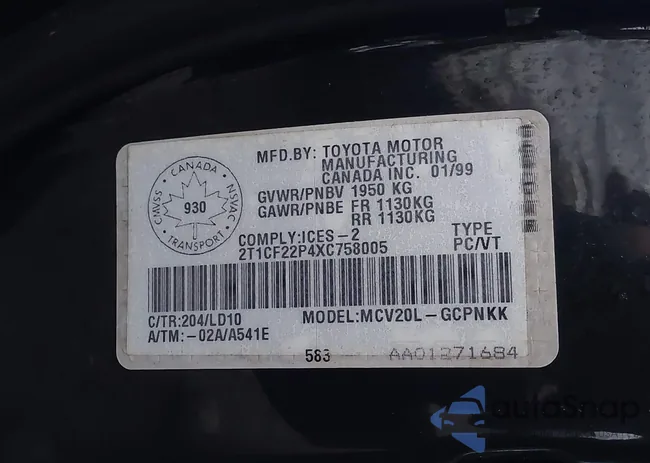 MFD.BY: TOYOTA MOTOR
MANUFACTURING
CANADA INC. 01/99
GVWR/PNBV 1950 KG
GAWR/PNBE FR 1130KG
RR 1130KG
COMPLY:ICES-2
TYPE
2T1CF22P4XC758005
PC/VT
CANADA
CMVSS
930
NSVAC
TRANSPORT
C/TR:204/LD10
MODEL:MCV20L-GCPNKK
A/TM:-02A/A541E
583
AA01271684
autoSnap